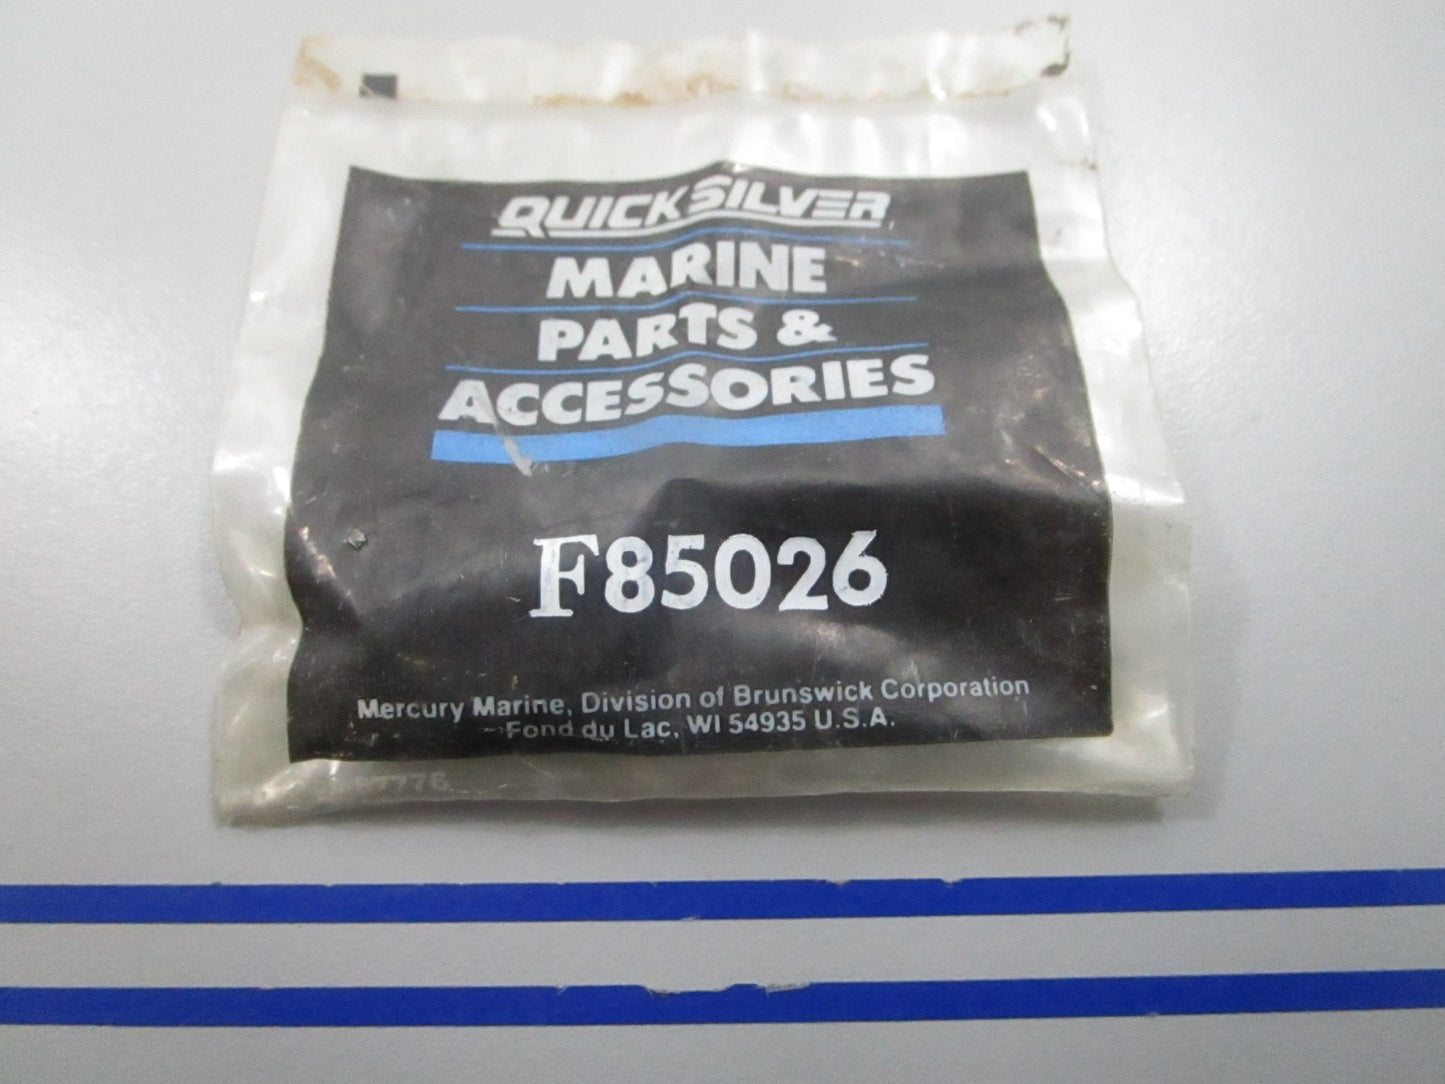 QUICKSILVER
MARINE
PARTS &
ACCESSORIES
F85026
Mercury Marine, Division of Brunswick Corporation
Fond du Lac, WI 54935 U.S.A.